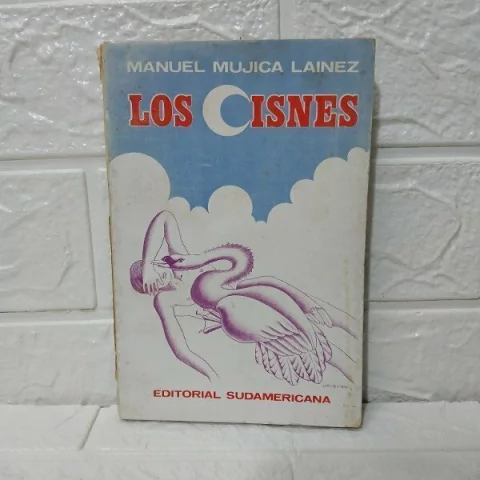 MANUEL MUJICA LAINEZ
LOS CISNES
EDITORIAL SUDAMERICANA